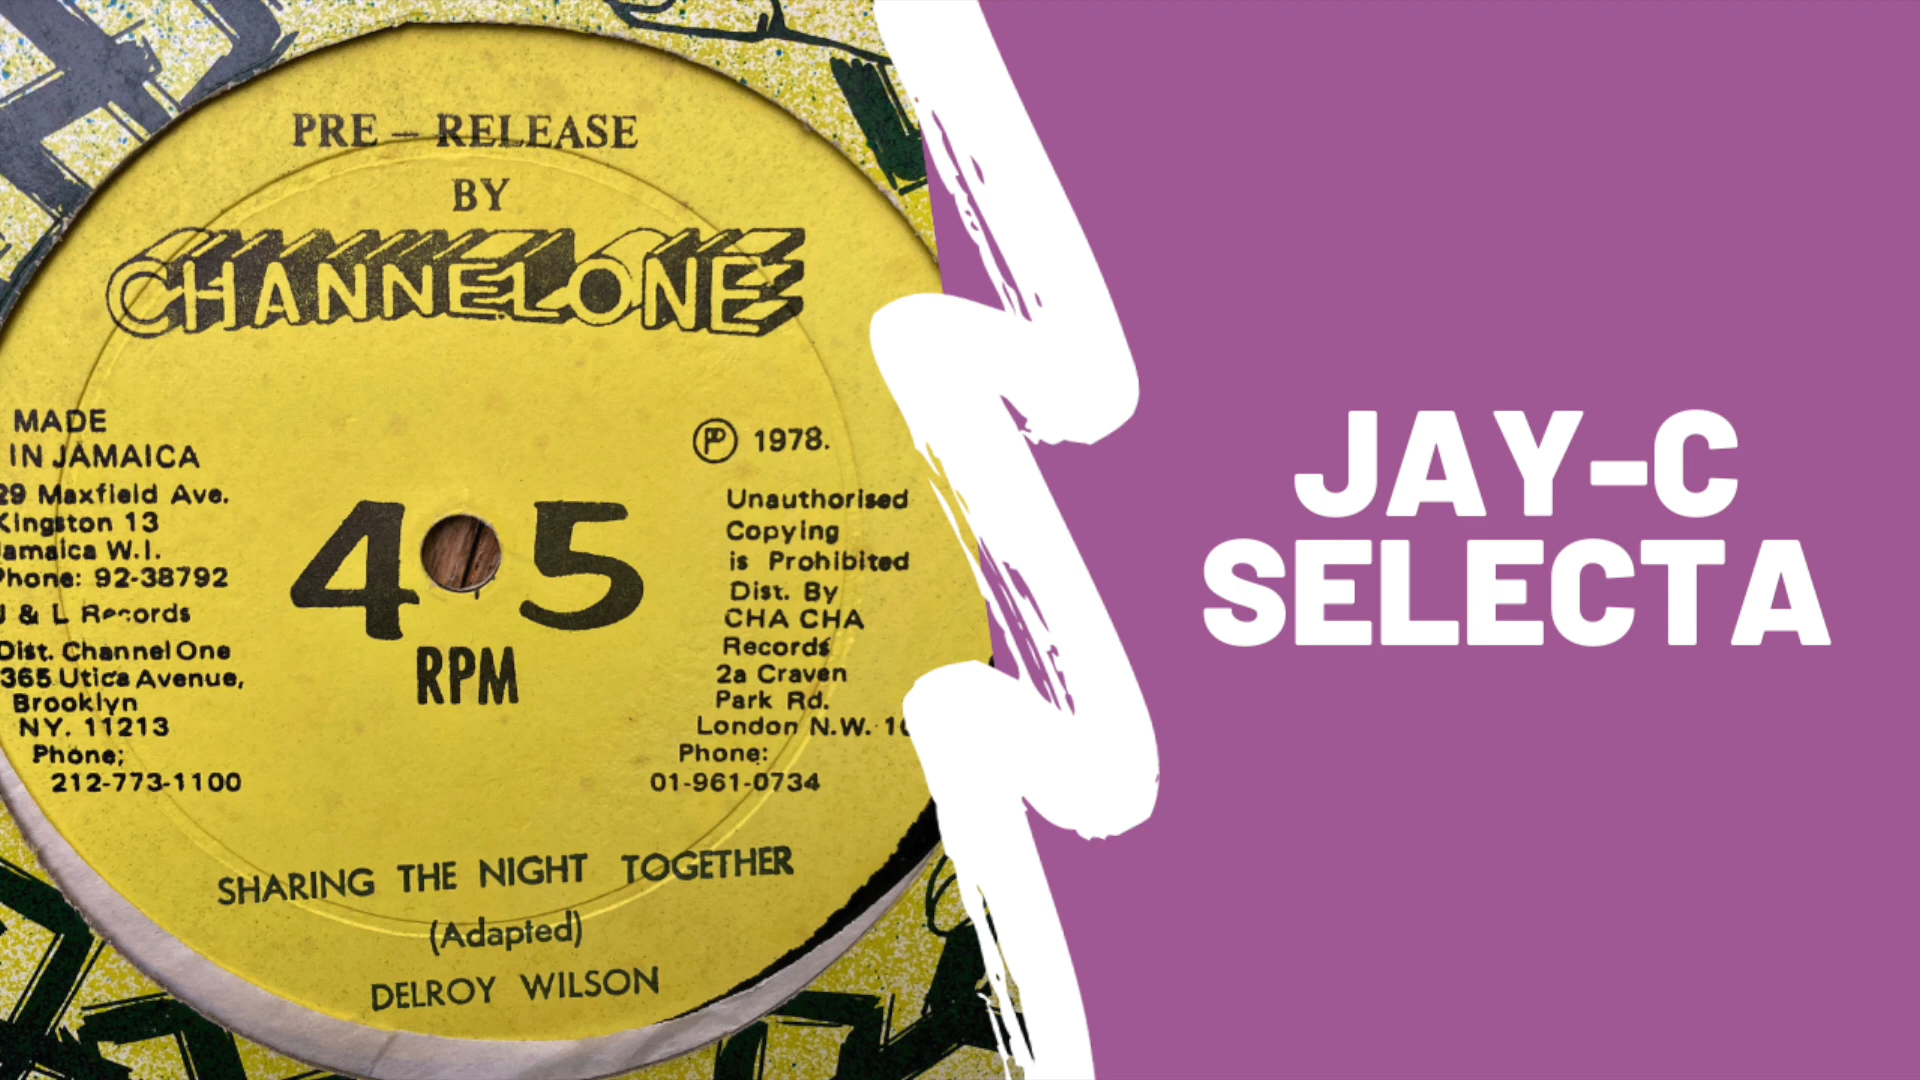 PRE – RELEASE
BY
CHANNEL ONE
MADE
IN JAMAICA
29 Maxfield Ave.
Kingston 13
Jamaica W.I.
Phone: 92-38792
J & L Records
Dist. Channel One
365 Utica Avenue,
Brooklyn
NY. 11213
Phone;
212-773-1100
45
RPM
Ⓟ 1978.
Unauthorised
Copying
is Prohibited
Dist. By
CHA CHA
Records
2a Craven
Park Rd.
London N.W.
Phone:
01-961-0734
SHARING THE NIGHT TOGETHER
(Adapted)
DELROY WILSON
JAY-C
SELECTA